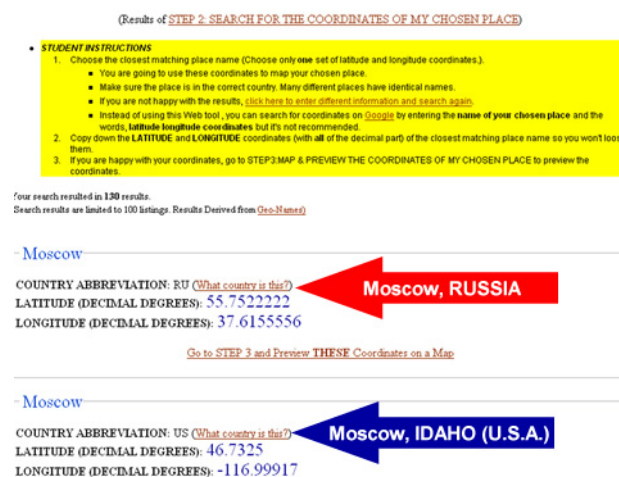 (Results of STEP 2: SEARCH FOR THE COORDINATES OF MY CHOSEN PLACE)
• STUDENT INSTRUCTIONS
1. Choose the closest matching place name (Choose only one set of latitude and longitude coordinates.).
▪ You are going to use these coordinates to map your chosen place.
▪ Make sure the place is in the correct country. Many different places have identical names.
▪ If you are not happy with the results, click here to enter different information and search again.
▪ Instead of using this Web tool , you can search for coordinates on Google by entering the name of your chosen place and the
words, latitude longitude coordinates but it's not recommended.
2. Copy down the LATITUDE and LONGITUDE coordinates (with all of the decimal part) of the closest matching place name so you won't loos
them.
3. If you are happy with your coordinates, go to STEP3:MAP & PREVIEW THE COORDINATES OF MY CHOSEN PLACE to preview the
coordinates.
Your search resulted in 130 results.
Search results are limited to 100 listings. Results Derived from Geo-Names)
Moscow
COUNTRY ABBREVIATION: RU (What country is this?) Moscow, RUSSIA
LATITUDE (DECIMAL DEGREES): 55.7522222
LONGITUDE (DECIMAL DEGREES): 37.6155556
Go to STEP 3 and Preview THESE Coordinates on a Map
Moscow
COUNTRY ABBREVIATION: US (What country is this?) Moscow, IDAHO (U.S.A.)
LATITUDE (DECIMAL DEGREES): 46.7325
LONGITUDE (DECIMAL DEGREES): -116.99917